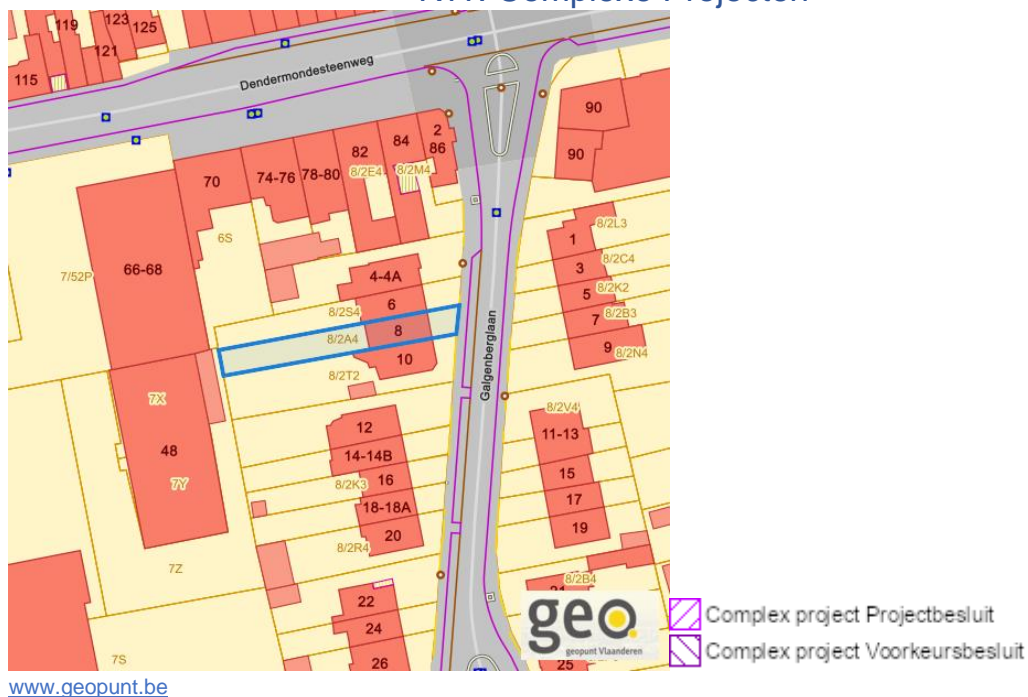 119 123 125
121
115
Dendermondesteenweg
90
2
84 86
82
8/2E4 8/2M4
90
70 74-76 78-80
8/2L3
6S 1
8/2C4
66-68 3
7/52P 4-4A 5 8/2K2
6
8/2S4 7 8/2B3
8
8/2A4
9 8/2N4
10
Galgenberglaan
8/2T2
7X
8/2V4
12 11-13
48 14-14B
16 15
8/2K3
7Y
18-18A 17
20 19
8/2R4
7Z
8/2B4
22
24
geo
geopunt Vlaanderen
7S 26 25
Complex project Projectbesluit
Complex project Voorkeursbesluit
www.geopunt.be